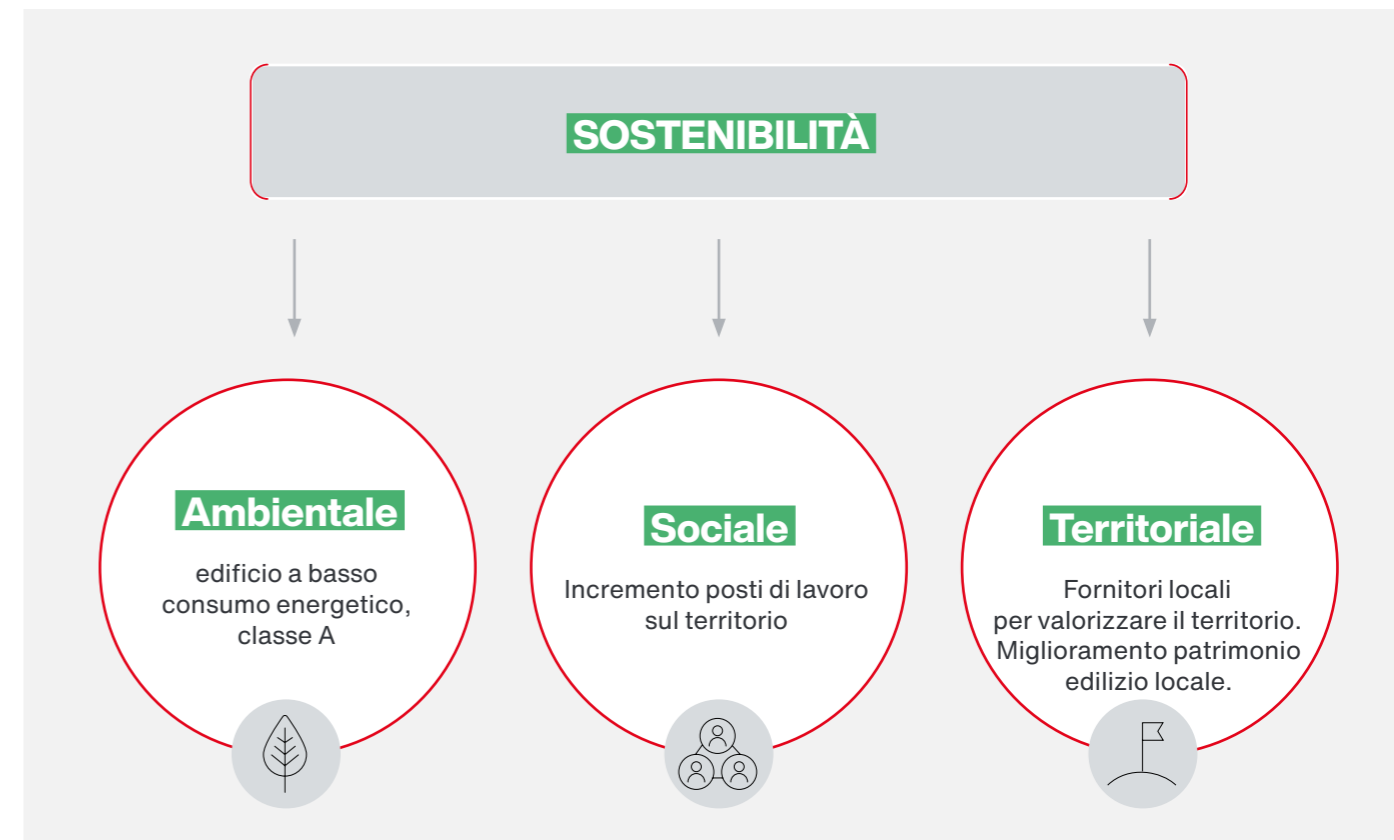 SOSTENIBILITÀ
Ambientale
edificio a basso
consumo energetico,
classe A
Sociale
Incremento posti di lavoro
sul territorio
Territoriale
Fornitori locali
per valorizzare il territorio.
Miglioramento patrimonio
edilizio locale.